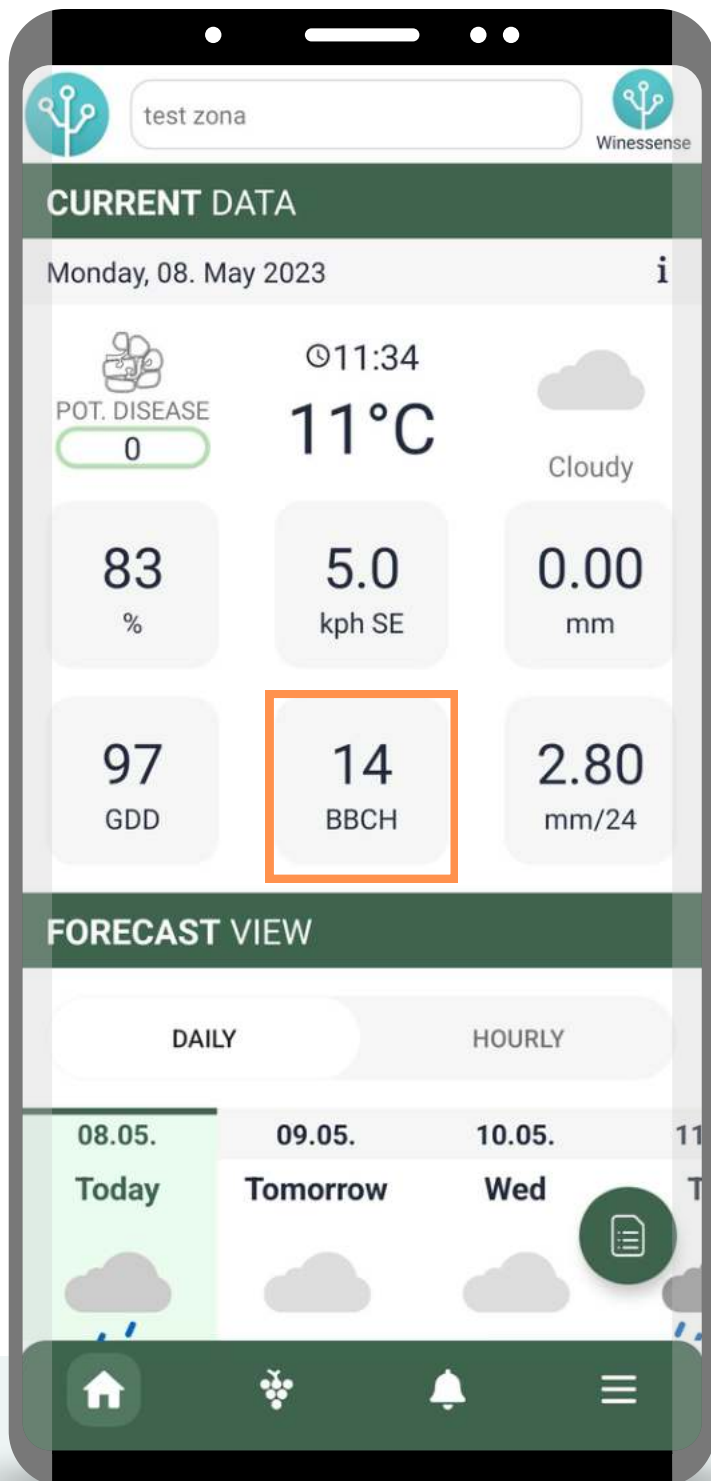 test zona
Winessense
CURRENT DATA
Monday, 08. May 2023 i
POT. DISEASE
0
11:34
11°C
Cloudy
83
%
5.0
kph SE
0.00
mm
97
GDD
14
BBCH
2.80
mm/24
FORECAST VIEW
DAILY HOURLY
08.05. 09.05. 10.05. 11
Today Tomorrow Wed T